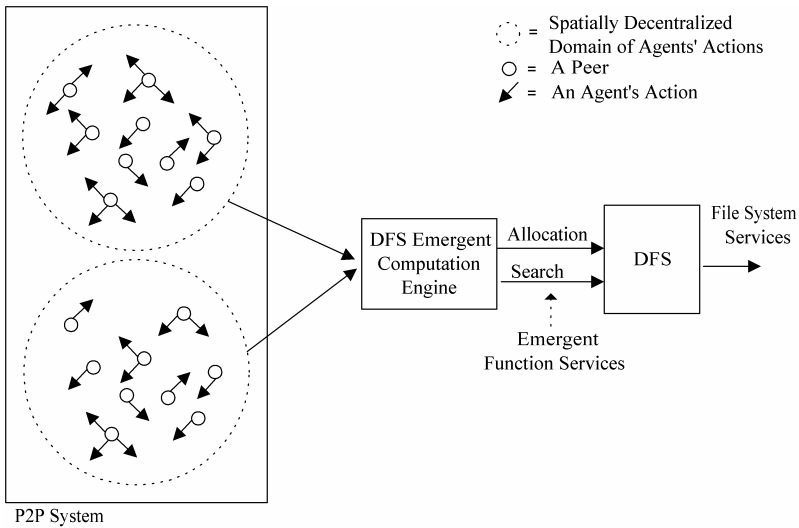 = Spatially Decentralized
Domain of Agents' Actions
= A Peer
= An Agent's Action
DFS Emergent
Computation
Engine
Allocation
Search
DFS
File System
Services
Emergent
Function Services
P2P System